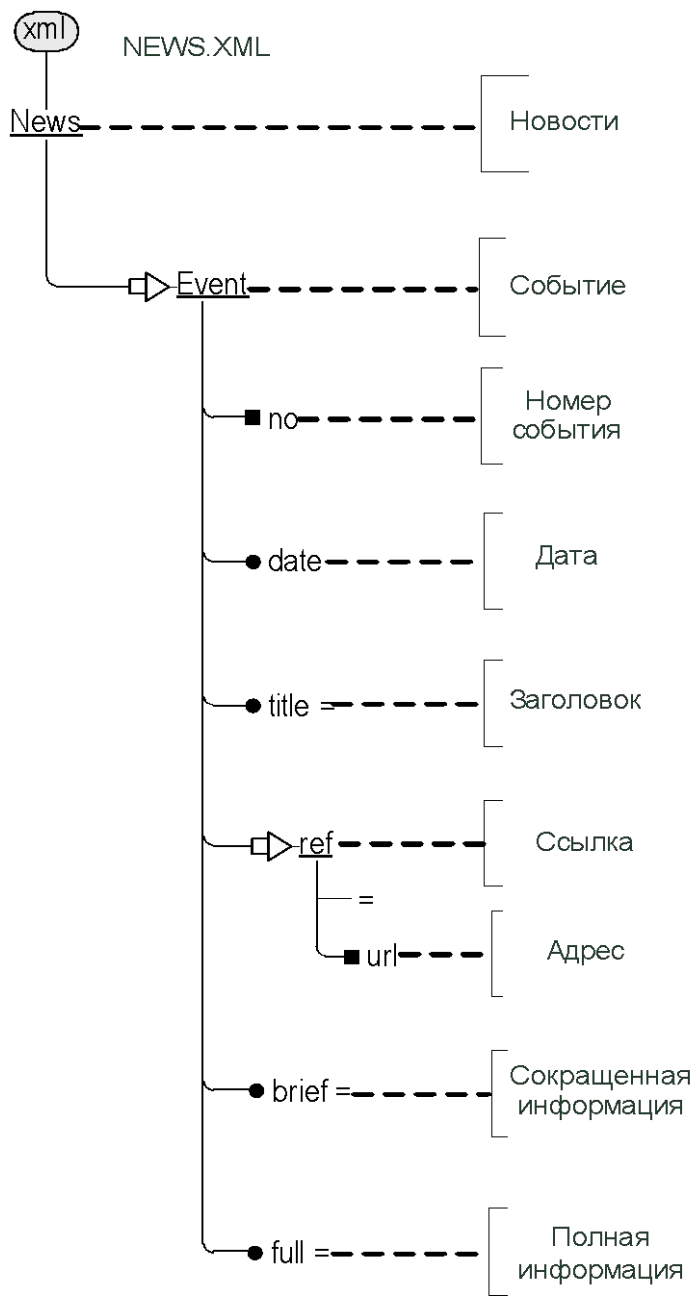 xml
NEWS.XML
News
Новости
Event
Событие
no
Номер
события
date
Дата
title =
Заголовок
ref
Ссылка
=
url
Адрес
brief =
Сокращенная
информация
full =
Полная
информация